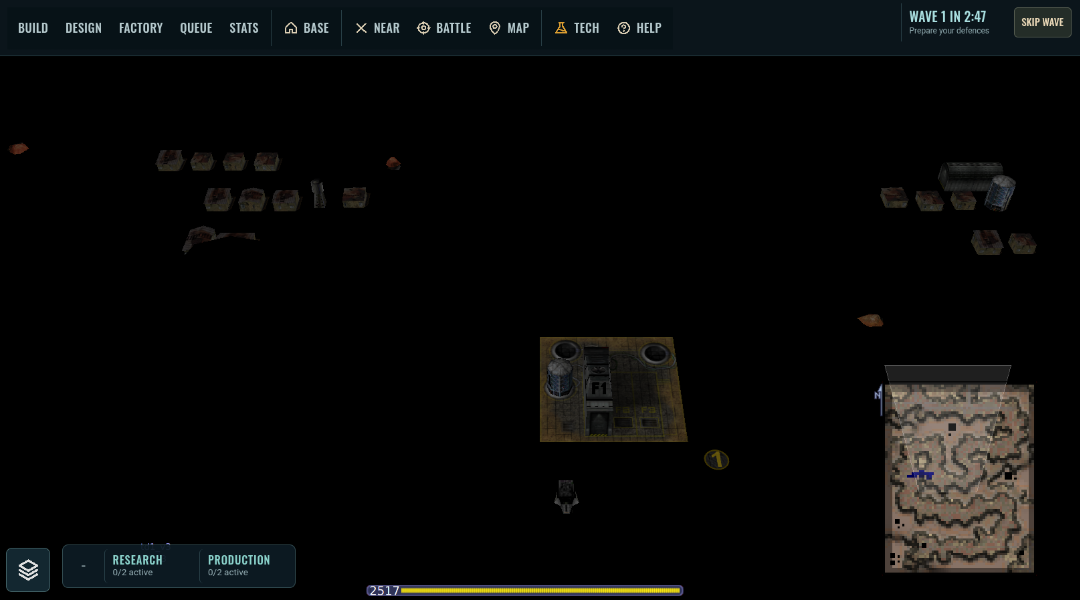 BUILD DESIGN FACTORY QUEUE STATS BASE NEAR BATTLE MAP TECH HELP
WAVE 1 IN 2:47
Prepare your defences
SKIP WAVE
F1
1
N
RESEARCH
0/2 active
PRODUCTION
0/2 active
2517